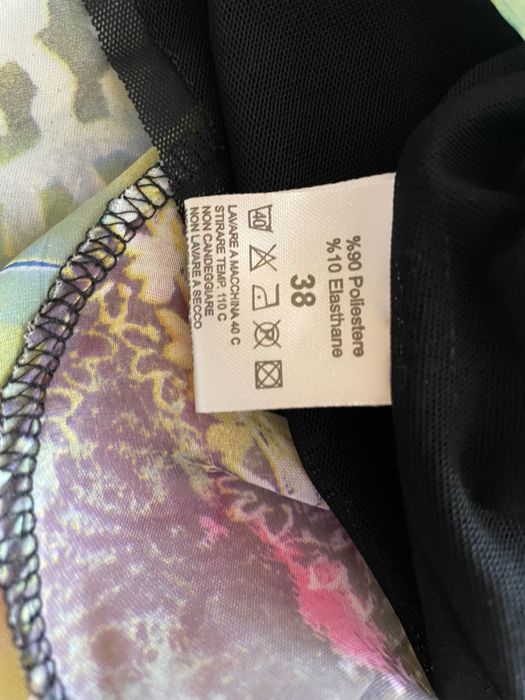 %90 Poliestere
%10 Elasthane
38
40
LAVARE A MACCHINA 40 C
STIRARE TEMP. 110 C
NON CANDEGGIARE
NON LAVARE A SECCO